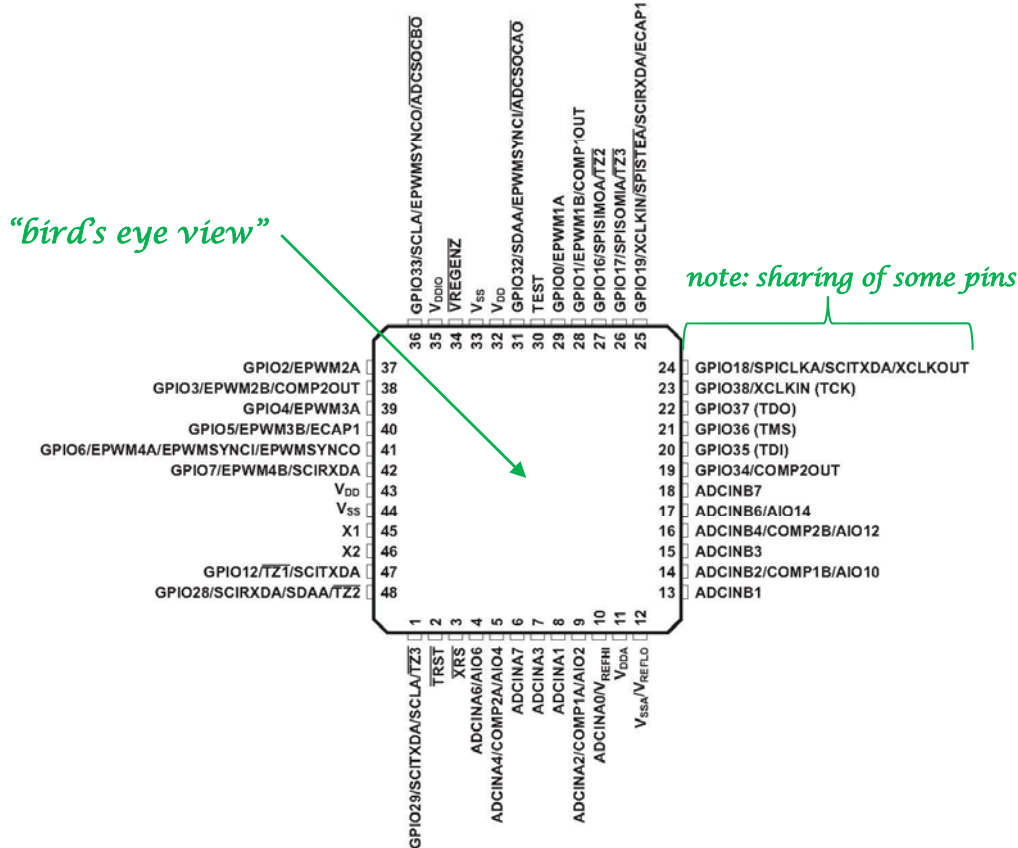 GPIO33/SCLA/EPWMSYNCO/ADCSOCBO
VDDIO
VREGENZ
VSS
VDD
GPIO32/SDAA/EPWMSYNCI/ADCSOCAO
TEST
GPIO0/EPWM1A
GPIO1/EPWM1B/COMP1OUT
GPIO16/SPISIMOA/TZ2
GPIO17/SPISOMIA/TZ3
GPIO19/XCLKIN/SPISTEA/SCIRXDA/ECAP1
"bird's eye view"
note: sharing of some pins
36 35 34 33 32 31 30 29 28 27 26 25
GPIO2/EPWM2A 37
GPIO3/EPWM2B/COMP2OUT 38
GPIO4/EPWM3A 39
GPIO5/EPWM3B/ECAP1 40
GPIO6/EPWM4A/EPWMSYNCI/EPWMSYNCO 41
GPIO7/EPWM4B/SCIRXDA 42
VDD 43
VSS 44
X1 45
X2 46
GPIO12/TZ1/SCITXDA 47
GPIO28/SCIRXDA/SDAA/TZ2 48
24 GPIO18/SPICLKA/SCITXDA/XCLKOUT
23 GPIO38/XCLKIN (TCK)
22 GPIO37 (TDO)
21 GPIO36 (TMS)
20 GPIO35 (TDI)
19 GPIO34/COMP2OUT
18 ADCINB7
17 ADCINB6/AIO14
16 ADCINB4/COMP2B/AIO12
15 ADCINB3
14 ADCINB2/COMP1B/AIO10
13 ADCINB1
1 2 3 4 5 6 7 8 9 10 11 12
GPIO29/SCITXDA/SCLA/TZ3
TRST
XRS
ADCINA6/AIO6
ADCINA4/COMP2A/AIO4
ADCINA7
ADCINA3
ADCINA1
ADCINA2/COMP1A/AIO2
ADCINA0/VREFHI
VDDA
VSSA/VREFLO